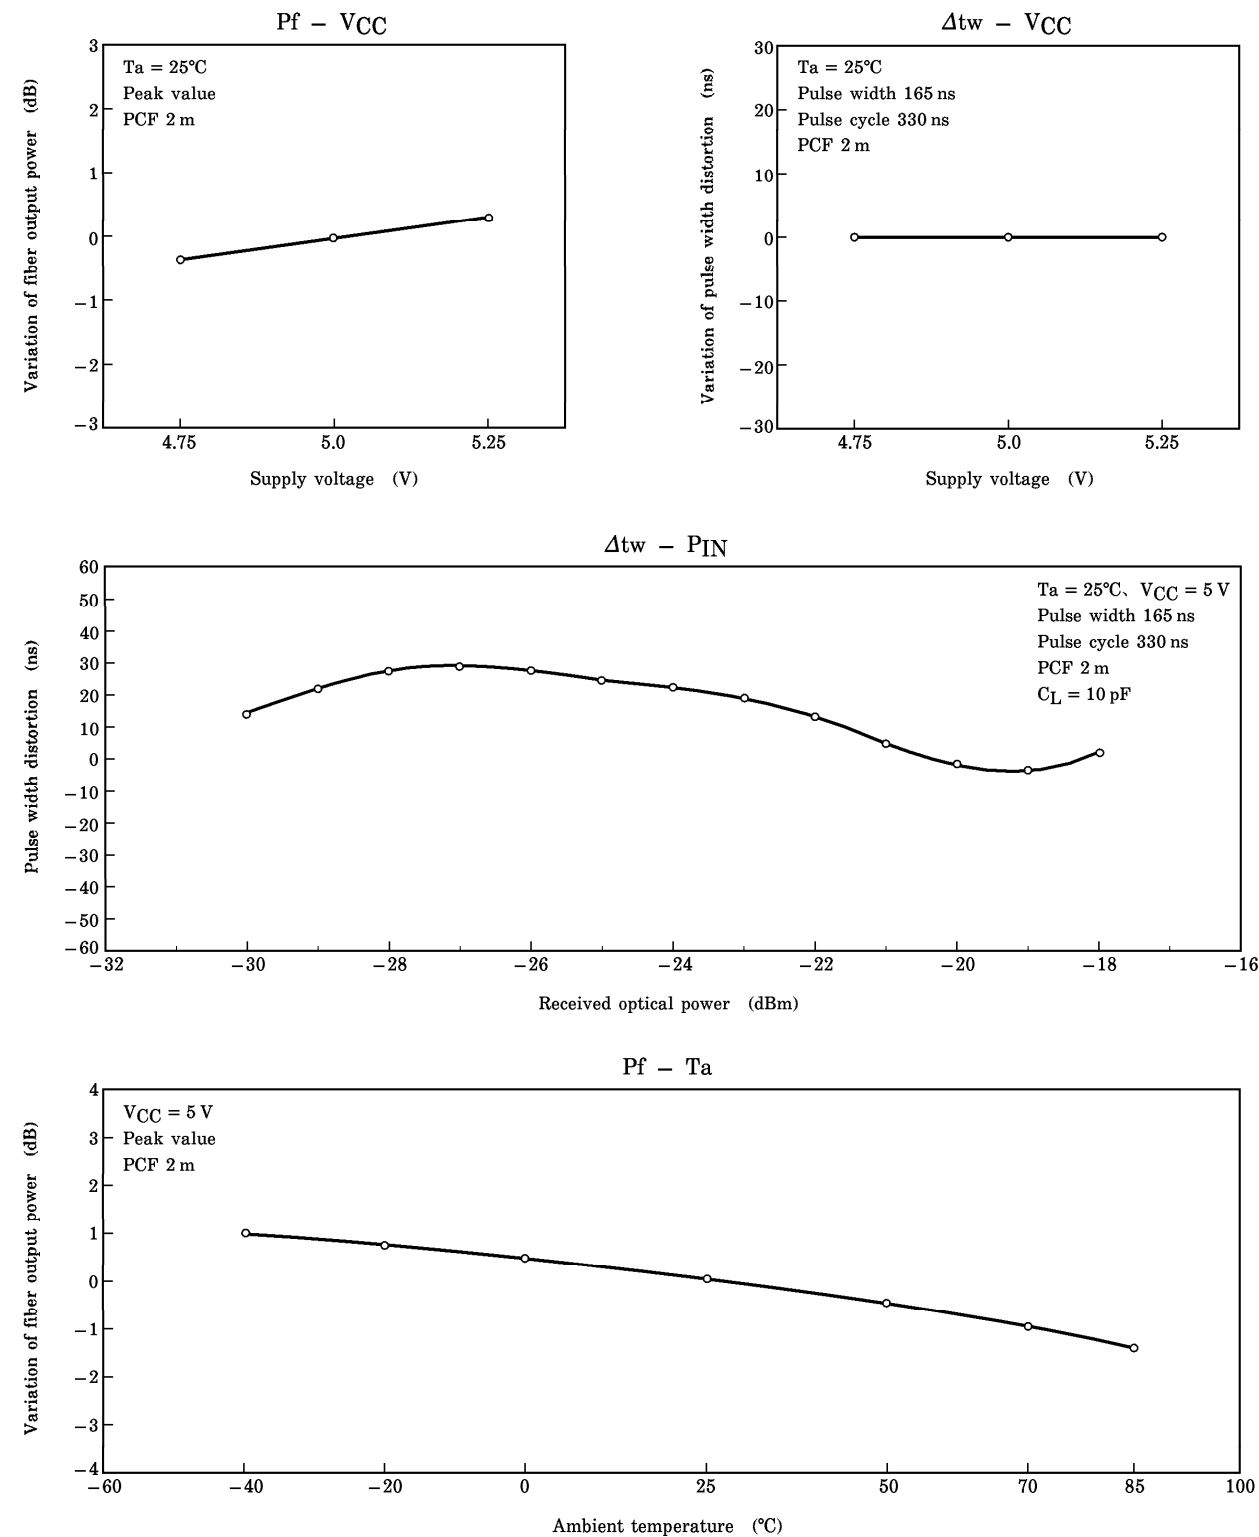 Pf – VCC
Variation of fiber output power (dB)
3
2
1
0
−1
−2
−3
Ta = 25°C
Peak value
PCF 2 m
4.75 5.0 5.25
Supply voltage (V)
Δtw – VCC
Variation of pulse width distortion (ns)
30
20
10
0
−10
−20
−30
Ta = 25°C
Pulse width 165 ns
Pulse cycle 330 ns
PCF 2 m
4.75 5.0 5.25
Supply voltage (V)
Δtw – PIN
Pulse width distortion (ns)
60
50
40
30
20
10
0
−10
−20
−30
−40
−50
−60
Ta = 25°C、VCC = 5 V
Pulse width 165 ns
Pulse cycle 330 ns
PCF 2 m
CL = 10 pF
−32 −30 −28 −26 −24 −22 −20 −18 −16
Received optical power (dBm)
Pf – Ta
Variation of fiber output power (dB)
4
3
2
1
0
−1
−2
−3
−4
VCC = 5 V
Peak value
PCF 2 m
−60 −40 −20 0 25 50 70 85 100
Ambient temperature (°C)